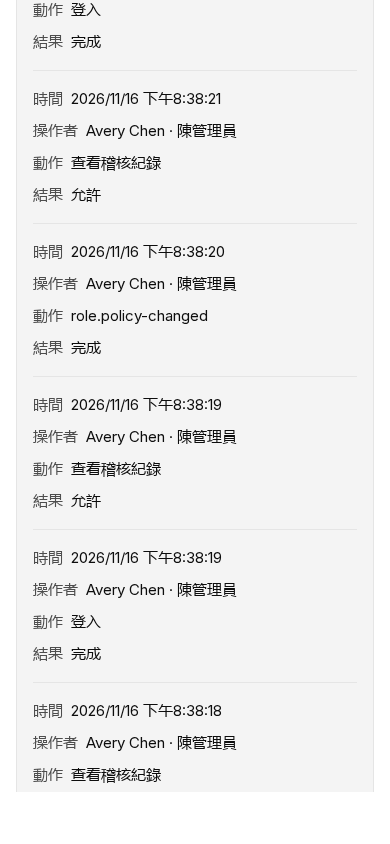 動作 登入
結果 完成
時間 2026/11/16 下午8:38:21
操作者 Avery Chen · 陳管理員
動作 查看稽核紀錄
結果 允許
時間 2026/11/16 下午8:38:20
操作者 Avery Chen · 陳管理員
動作 role.policy-changed
結果 完成
時間 2026/11/16 下午8:38:19
操作者 Avery Chen · 陳管理員
動作 查看稽核紀錄
結果 允許
時間 2026/11/16 下午8:38:19
操作者 Avery Chen · 陳管理員
動作 登入
結果 完成
時間 2026/11/16 下午8:38:18
操作者 Avery Chen · 陳管理員
動作 查看稽核紀錄